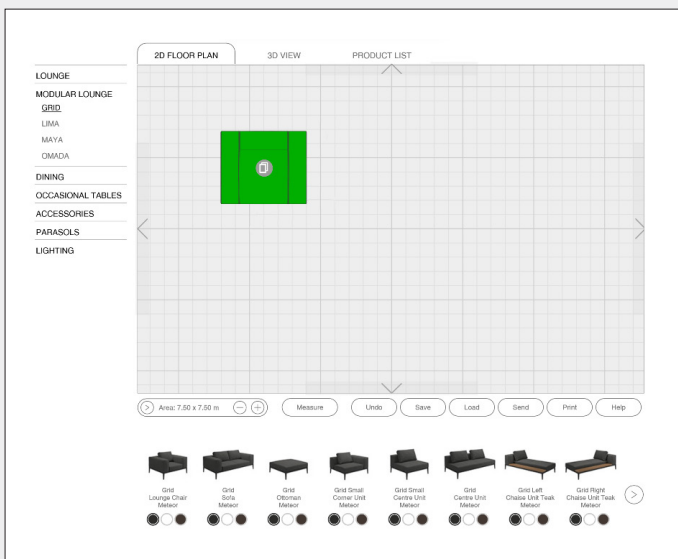 2D FLOOR PLAN
3D VIEW
PRODUCT LIST
LOUNGE
MODULAR LOUNGE
GRID
LIMA
MAYA
OMADA
DINING
OCCASIONAL TABLES
ACCESSORIES
PARASOLS
LIGHTING
Area: 7.50 x 7.50 m
Measure
Undo
Save
Load
Send
Print
Help
Grid
Lounge Chair
Meteor
Grid
Sofa
Meteor
Grid
Ottoman
Meteor
Grid Small
Corner Unit
Meteor
Grid Small
Centre Unit
Meteor
Grid
Centre Unit
Meteor
Grid Left
Chaise Unit Teak
Meteor
Grid Right
Chaise Unit Teak
Meteor